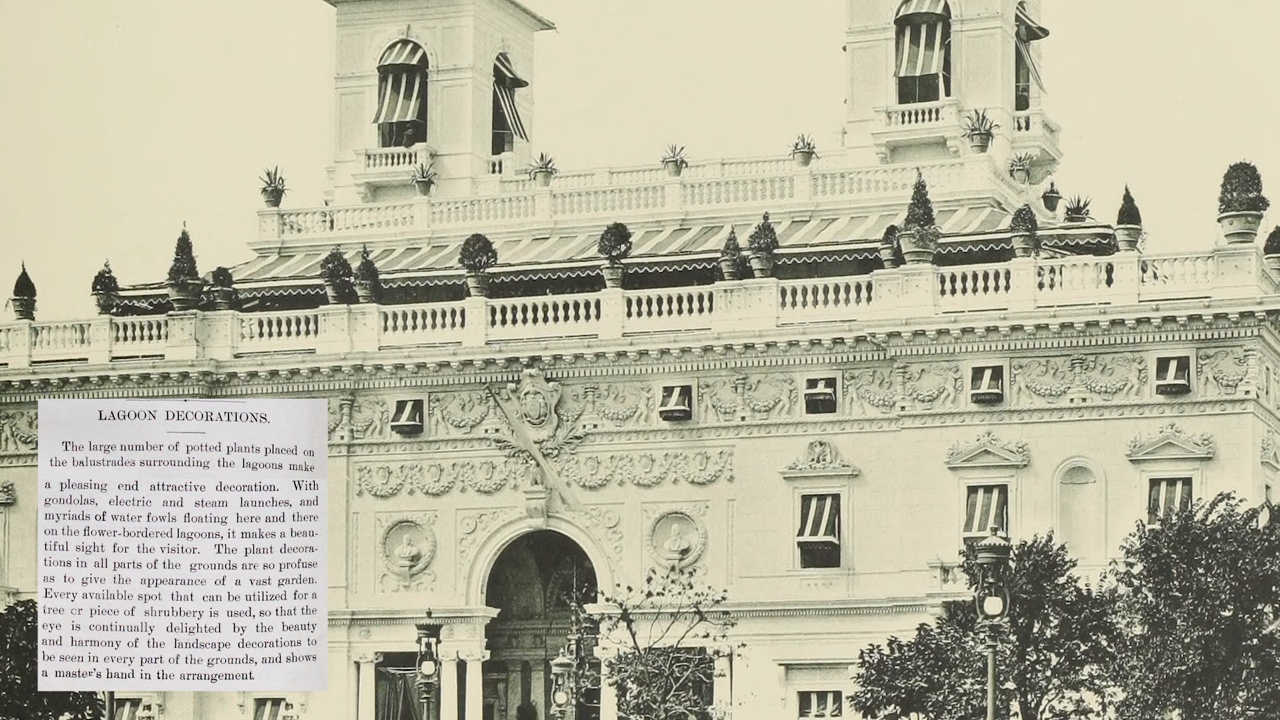 LAGOON DECORATIONS.
The large number of potted plants placed on
the balustrades surrounding the lagoons make
a pleasing end attractive decoration. With
gondolas, electric and steam launches, and
myriads of water fowls floating here and there
on the flower-bordered lagoons, it makes a beau-
tiful sight for the visitor. The plant decora-
tions in all parts of the grounds are so profuse
as to give the appearance of a vast garden.
Every available spot that can be utilized for a
tree or piece of shrubbery is used, so that the
eye is continually delighted by the beauty
and harmony of the landscape decorations to
be seen in every part of the grounds, and shows
a master's hand in the arrangement